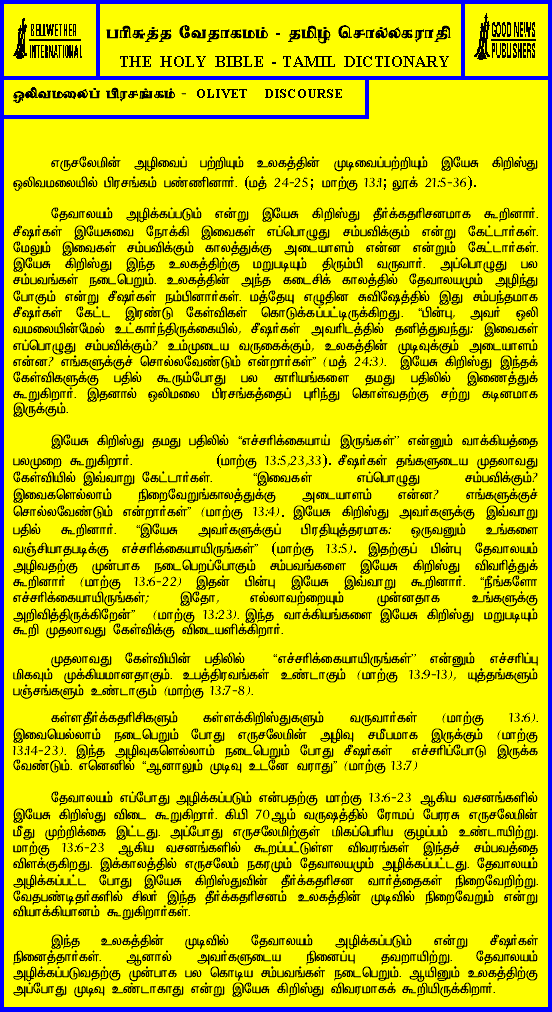 BELLWETHER
INTERNATIONAL
பரிசுத்த வேதாகமம் - தமிழ் சொல்லகராதி
THE HOLY BIBLE - TAMIL DICTIONARY
GOOD NEWS
PUBLISHERS
ஒலிவமலைப் பிரசங்கம் - OLIVET DISCOURSE
எருசலேமின் அழிவைப் பற்றியும் உலகத்தின் முடிவைப்பற்றியும் இயேசு கிறிஸ்து
ஒலிவமலையில் பிரசங்கம் பண்ணினார். (மத் 24-25; மாற்கு 13:1; லூக் 21:5-36).
தேவாலயம் அழிக்கப்படும் என்று இயேசு கிறிஸ்து தீர்க்கதரிசனமாக கூறினார்.
சீஷர்கள் இயேசுவை நோக்கி இவைகள் எப்பொழுது சம்பவிக்கும் என்று கேட்டார்கள்.
மேலும் இவைகள் சம்பவிக்கும் காலத்துக்கு அடையாளம் என்ன என்றும் கேட்டார்கள்.
இயேசு கிறிஸ்து இந்த உலகத்திற்கு மறுபடியும் திரும்பி வருவார். அப்பொழுது பல
சம்பவங்கள் நடைபெறும். உலகத்தின் அந்த கடைசிக் காலத்தில் தேவாலயமும் அழிந்து
போகும் என்று சீஷர்கள் நம்பினார்கள். மத்தேயு எழுதின சுவிஷேத்தில் இது சம்பந்தமாக
சீஷர்கள் கேட்ட இரண்டு கேள்விகள் கொடுக்கப்பட்டிருக்கிறது. "பின்பு, அவர் ஒலி
வமலையின்மேல் உட்கார்ந்திருக்கையில், சீஷர்கள் அவரிடத்தில் தனித்துவந்து: இவைகள்
எப்பொழுது சம்பவிக்கும்? உம்முடைய வருகைக்கும், உலகத்தின் முடிவுக்கும் அடையாளம்
என்ன? எங்களுக்குச் சொல்லவேண்டும் என்றார்கள்" (மத் 24:3). இயேசு கிறிஸ்து இந்தக்
கேள்விகளுக்கு பதில் கூரும்போது பல காரியங்களை தமது பதிலில் இணைத்துக்
கூறுகிறார். இதனால் ஒலிமலை பிரசங்கத்தைப் புரிந்து கொள்வதற்கு சற்று கடினமாக
இருக்கும்.
இயேசு கிறிஸ்து தமது பதிலில் "எச்சரிக்கையாய் இருங்கள்" என்னும் வாக்கியத்தை
பலமுறை கூறுகிறார். (மாற்கு 13:5,23,33). சீஷர்கள் தங்களுடைய முதலாவது
கேள்வியில் இவ்வாறு கேட்டார்கள். "இவைகள் எப்பொழுது சம்பவிக்கும்?
இவைகளெல்லாம் நிறைவேறுங்காலத்துக்கு அடையாளம் என்ன? எங்களுக்குச்
சொல்லவேண்டும் என்றார்கள்" (மாற்கு 13:4). இயேசு கிறிஸ்து அவர்களுக்கு இவ்வாறு
பதில் கூறினார். "இயேசு அவர்களுக்குப் பிரதியுத்தரமாக: ஒருவனும் உங்களை
வஞ்சியாதபடிக்கு எச்சரிக்கையாயிருங்கள்" (மாற்கு 13:5). இதற்குப் பின்பு தேவாலயம்
அழிவதற்கு முன்பாக நடைபெறப்போகும் சம்பவங்களை இயேசு கிறிஸ்து விவரித்துக்
கூறினார் (மாற்கு 13:6-22) இதன் பின்பு இயேசு இவ்வாறு கூறினார். "நீங்களோ
எச்சரிக்கையாயிருங்கள்; இதோ, எல்லாவற்றையும் முன்னதாக உங்களுக்கு
அறிவித்திருக்கிறேன்" (மாற்கு 13:23). இந்த வாக்கியங்களை இயேசு கிறிஸ்து மறுபடியும்
கூறி முதலாவது கேள்விக்கு விடையளிக்கிறார்.
முதலாவது கேள்வியின் பதிலில் "எச்சரிக்கையாயிருங்கள்" என்னும் எச்சரிப்பு
மிகவும் முக்கியமானதாகும். உபத்திரவங்கள் உண்டாகும் (மாற்கு 13:9-13), யுத்தங்களும்
பஞ்சங்களும் உண்டாகும் (மாற்கு 13:7-8).
கள்ளதீர்க்கதரிசிகளும் கள்ளக்கிறிஸ்துகளும் வருவார்கள் (மாற்கு 13:6).
இவையெல்லாம் நடைபெறும் போது எருசலேமின் அழிவு சமீபமாக இருக்கும் (மாற்கு
13:14-23). இந்த அழிவுகளெல்லாம் நடைபெறும் போது சீஷர்கள் எச்சரிப்போடு இருக்க
வேண்டும். எனெனில் "ஆனாலும் முடிவு உடனே வராது" (மாற்கு 13:7)
தேவாலயம் எப்போது அழிக்கப்படும் என்பதற்கு மாற்கு 13:6-23 ஆகிய வசனங்களில்
இயேசு கிறிஸ்து விடை கூறுகிறார். கி.பி 70ஆம் வருஷத்தில் ரோமப் பேரரசு எருசலேமின்
மீது முற்றிக்கை இட்டது. அப்போது எருசலேமிற்குள் மிகப்பெரிய குழப்பம் உண்டாயிற்று.
மாற்கு 13:6-23 ஆகிய வசனங்களில் கூறப்பட்டுள்ள விவரங்கள் இந்தச் சம்பவத்தை
விளக்குகிறது. இக்காலத்தில் எருசலேம் நகரமும் தேவாலயமும் அழிக்கப்பட்டது. தேவாலயம்
அழிக்கப்பட்ட போது இயேசு கிறிஸ்துவின் தீர்க்கதரிசன வார்த்தைகள் நிறைவேறிற்று.
வேதபண்டிதர்களில் சிலர் இந்த தீர்க்கதரிசனம் உலகத்தின் முடிவில் நிறைவேறும் என்று
வியாக்கியானம் கூறுகிறார்கள்.
இந்த உலகத்தின் முடிவில் தேவாலயம் அழிக்கப்படும் என்று சீஷர்கள்
நினைத்தார்கள். ஆனால் அவர்களுடைய நினைப்பு தவறாயிற்று. தேவாலயம்
அழிக்கப்படுவதற்கு முன்பாக பல கொடிய சம்பவங்கள் நடைபெறும். ஆயினும் உலகத்திற்கு
அப்போது முடிவு உண்டாகாது என்று இயேசு கிறிஸ்து விவரமாகக் கூறியிருக்கிறார்.